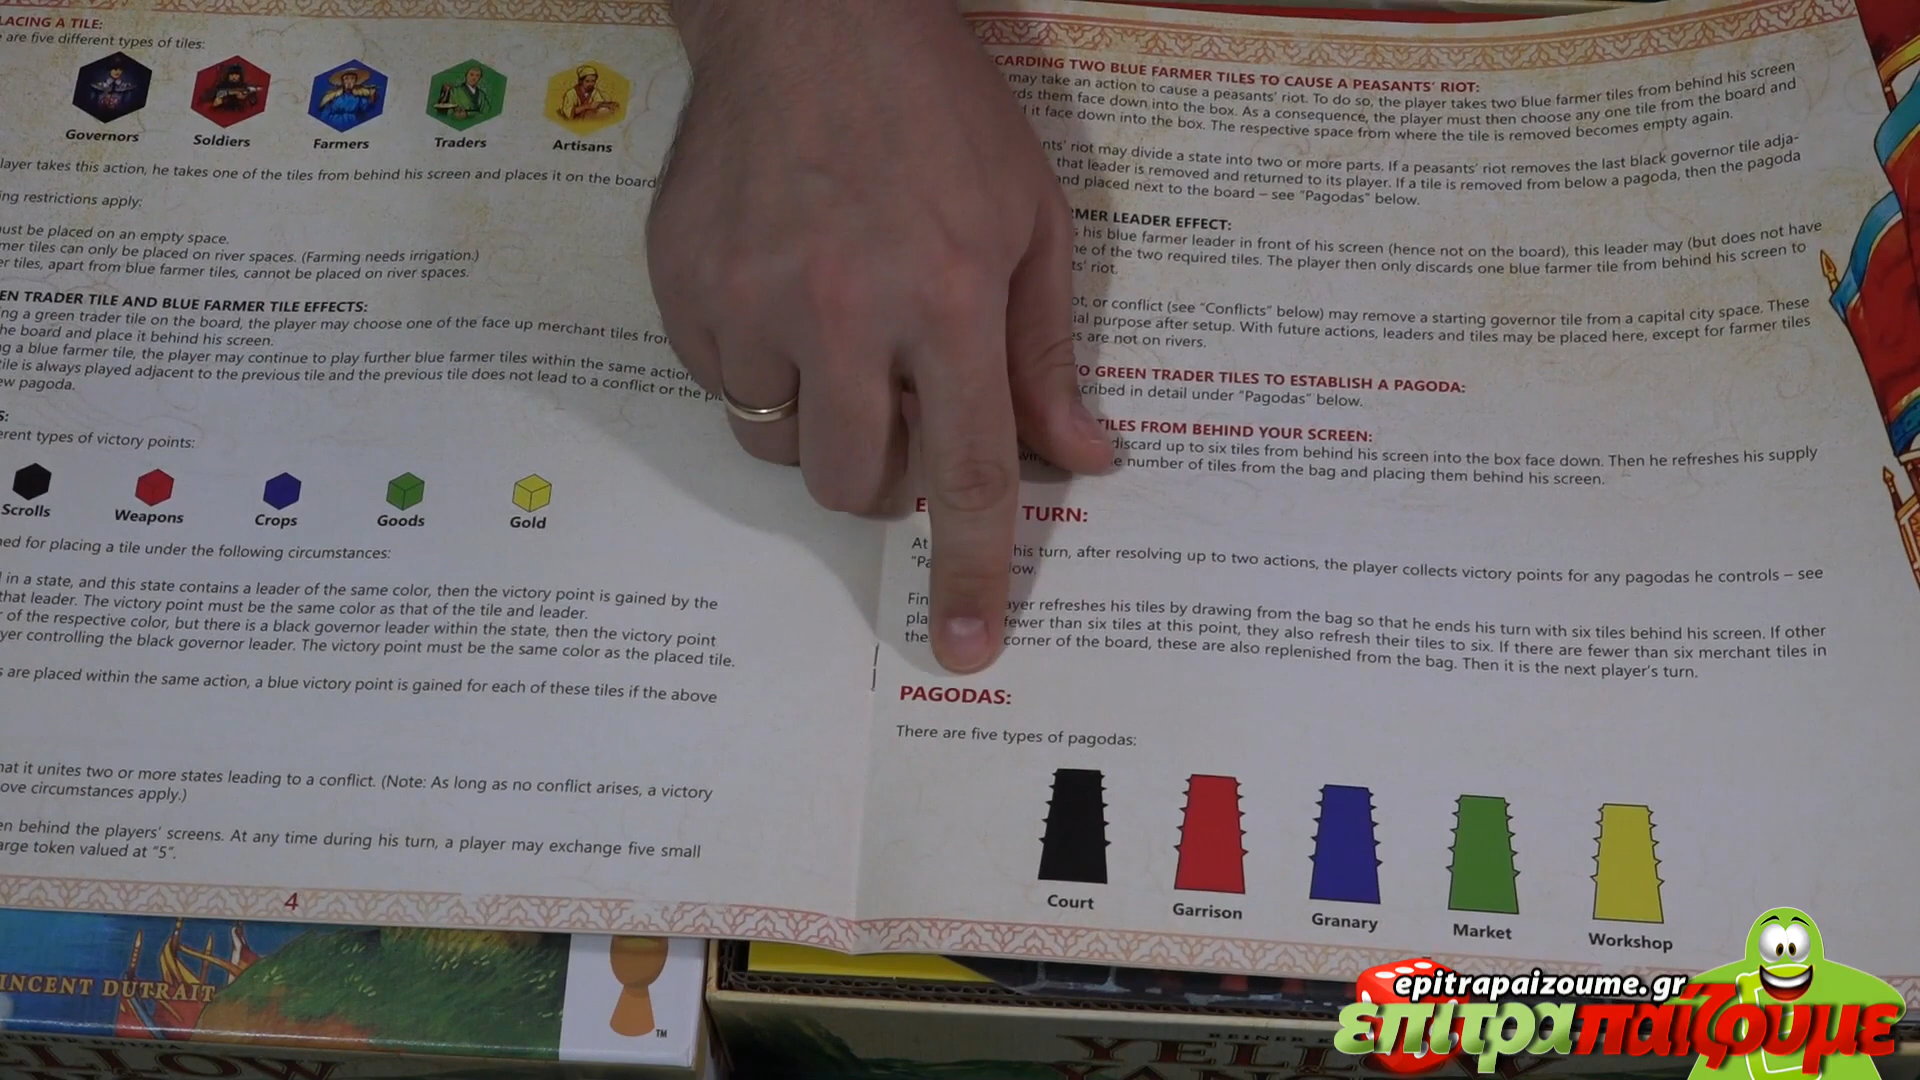 LACING A TILE:
are five different types of tiles:
Governors
Soldiers
Farmers
Traders
Artisans
layer takes this action, he takes one of the tiles from behind his screen and places it on the board
ing restrictions apply:
ust be placed on an empty space.
mer tiles can only be placed on river spaces. (Farming needs irrigation.)
er tiles, apart from blue farmer tiles, cannot be placed on river spaces.
EN TRADER TILE AND BLUE FARMER TILE EFFECTS:
ng a green trader tile on the board, the player may choose one of the face up merchant tiles from
he board and place it behind his screen.
g a blue farmer tile, the player may continue to play further blue farmer tiles within the same action
tile is always played adjacent to the previous tile and the previous tile does not lead to a conflict or the
ew pagoda.
S:
erent types of victory points:
Scrolls
Weapons
Crops
Goods
Gold
ed for placing a tile under the following circumstances:
in a state, and this state contains a leader of the same color, then the victory point is gained by the
that leader. The victory point must be the same color as that of the tile and leader.
of the respective color, but there is a black governor leader within the state, then the victory point
yer controlling the black governor leader. The victory point must be the same color as the placed tile.
s are placed within the same action, a blue victory point is gained for each of these tiles if the above
hat it unites two or more states leading to a conflict. (Note: As long as no conflict arises, a victory
ove circumstances apply.)
en behind the players' screens. At any time during his turn, a player may exchange five small
arge token valued at "5".
4
CARDING TWO BLUE FARMER TILES TO CAUSE A PEASANTS' RIOT:
may take an action to cause a peasants' riot. To do so, the player takes two blue farmer tiles from behind his screen
rds them face down into the box. As a consequence, the player must then choose any one tile from the board and
it face down into the box. The respective space from where the tile is removed becomes empty again.
nts' riot may divide a state into two or more parts. If a peasants' riot removes the last black governor tile adja-
that leader is removed and returned to its player. If a tile is removed from below a pagoda, then the pagoda
and placed next to the board – see "Pagodas" below.
RMER LEADER EFFECT:
his blue farmer leader in front of his screen (hence not on the board), this leader may (but does not have
ne of the two required tiles. The player then only discards one blue farmer tile from behind his screen to
ts' riot.
ot, or conflict (see "Conflicts" below) may remove a starting governor tile from a capital city space. These
ial purpose after setup. With future actions, leaders and tiles may be placed here, except for farmer tiles
s are not on rivers.
O GREEN TRADER TILES TO ESTABLISH A PAGODA:
cribed in detail under "Pagodas" below.
TILES FROM BEHIND YOUR SCREEN:
discard up to six tiles from behind his screen into the box face down. Then he refreshes his supply
e number of tiles from the bag and placing them behind his screen.
E TURN:
At his turn, after resolving up to two actions, the player collects victory points for any pagodas he controls – see
"Pa low.
Fin ayer refreshes his tiles by drawing from the bag so that he ends his turn with six tiles behind his screen. If other
pla fewer than six tiles at this point, they also refresh their tiles to six. If there are fewer than six merchant tiles in
the corner of the board, these are also replenished from the bag. Then it is the next player's turn.
PAGODAS:
There are five types of pagodas:
Court
Garrison
Granary
Market
Workshop
INCENT DUTRAIT
TM
YELLOW
YELL
YANG
epitrapaizoume.gr
επιτραπαίζουμε